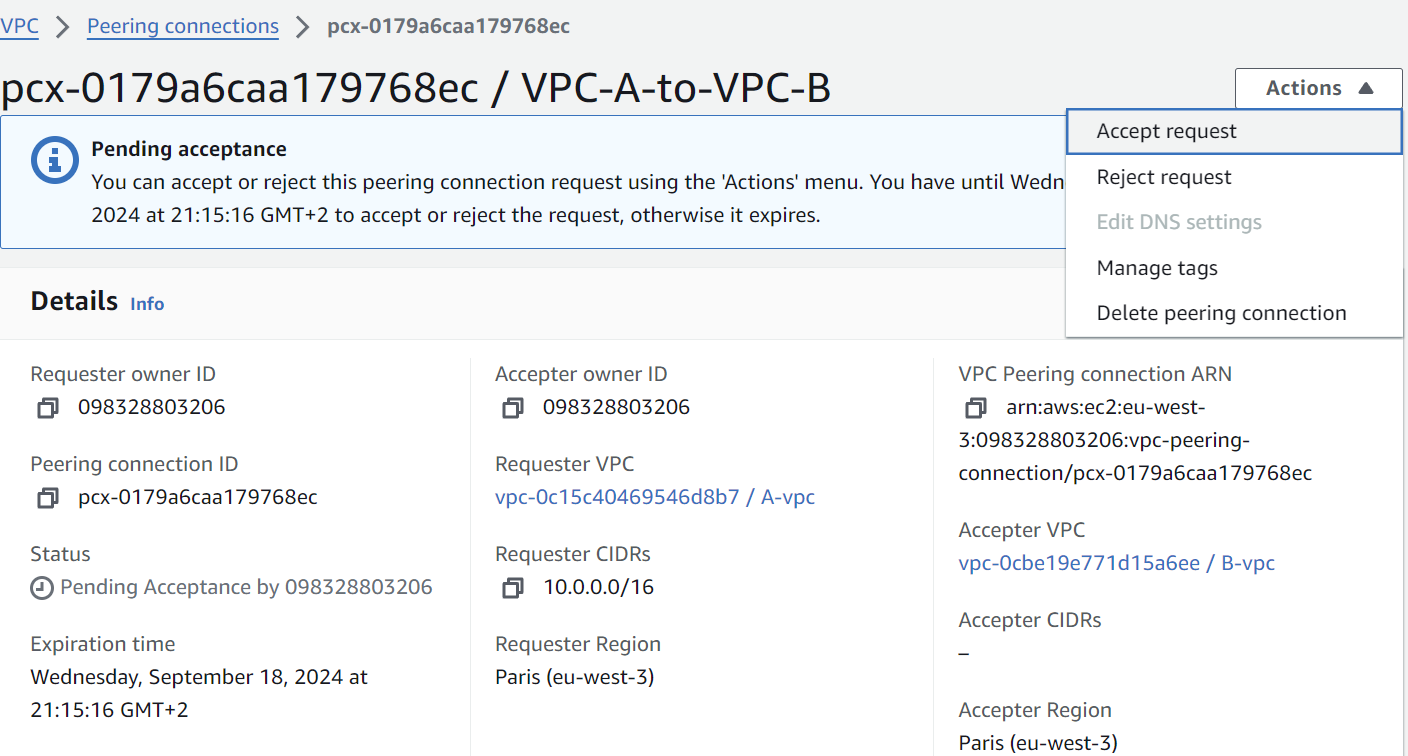 VPC > Peering connections > pcx-0179a6caa179768ec
pcx-0179a6caa179768ec / VPC-A-to-VPC-B
Actions
Accept request
Reject request
Edit DNS settings
Manage tags
Delete peering connection
Pending acceptance
You can accept or reject this peering connection request using the 'Actions' menu. You have until Wedn
2024 at 21:15:16 GMT+2 to accept or reject the request, otherwise it expires.
Details Info
Requester owner ID
098328803206
Peering connection ID
pcx-0179a6caa179768ec
Status
Pending Acceptance by 098328803206
Expiration time
Wednesday, September 18, 2024 at
21:15:16 GMT+2
Accepter owner ID
098328803206
Requester VPC
vpc-0c15c40469546d8b7 / A-vpc
Requester CIDRs
10.0.0.0/16
Requester Region
Paris (eu-west-3)
VPC Peering connection ARN
arn:aws:ec2:eu-west-
3:098328803206:vpc-peering-
connection/pcx-0179a6caa179768ec
Accepter VPC
vpc-0cbe19e771d15a6ee / B-vpc
Accepter CIDRs
–
Accepter Region
Paris (eu-west-3)